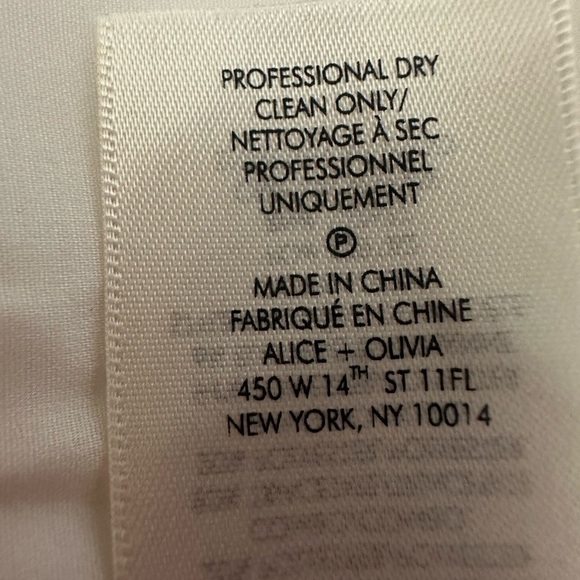 PROFESSIONAL DRY
CLEAN ONLY/
NETTOYAGE À SEC
PROFESSIONNEL
UNIQUEMENT
P
MADE IN CHINA
FABRIQUÉ EN CHINE
ALICE + OLIVIA
450 W 14TH ST 11FL
NEW YORK, NY 10014